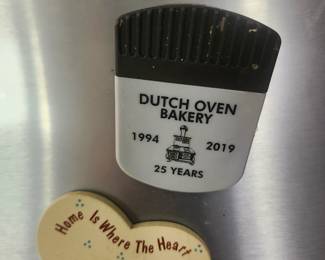 DUTCH OVEN
BAKERY
1994 2019
25 YEARS
Home Is Where The Heart